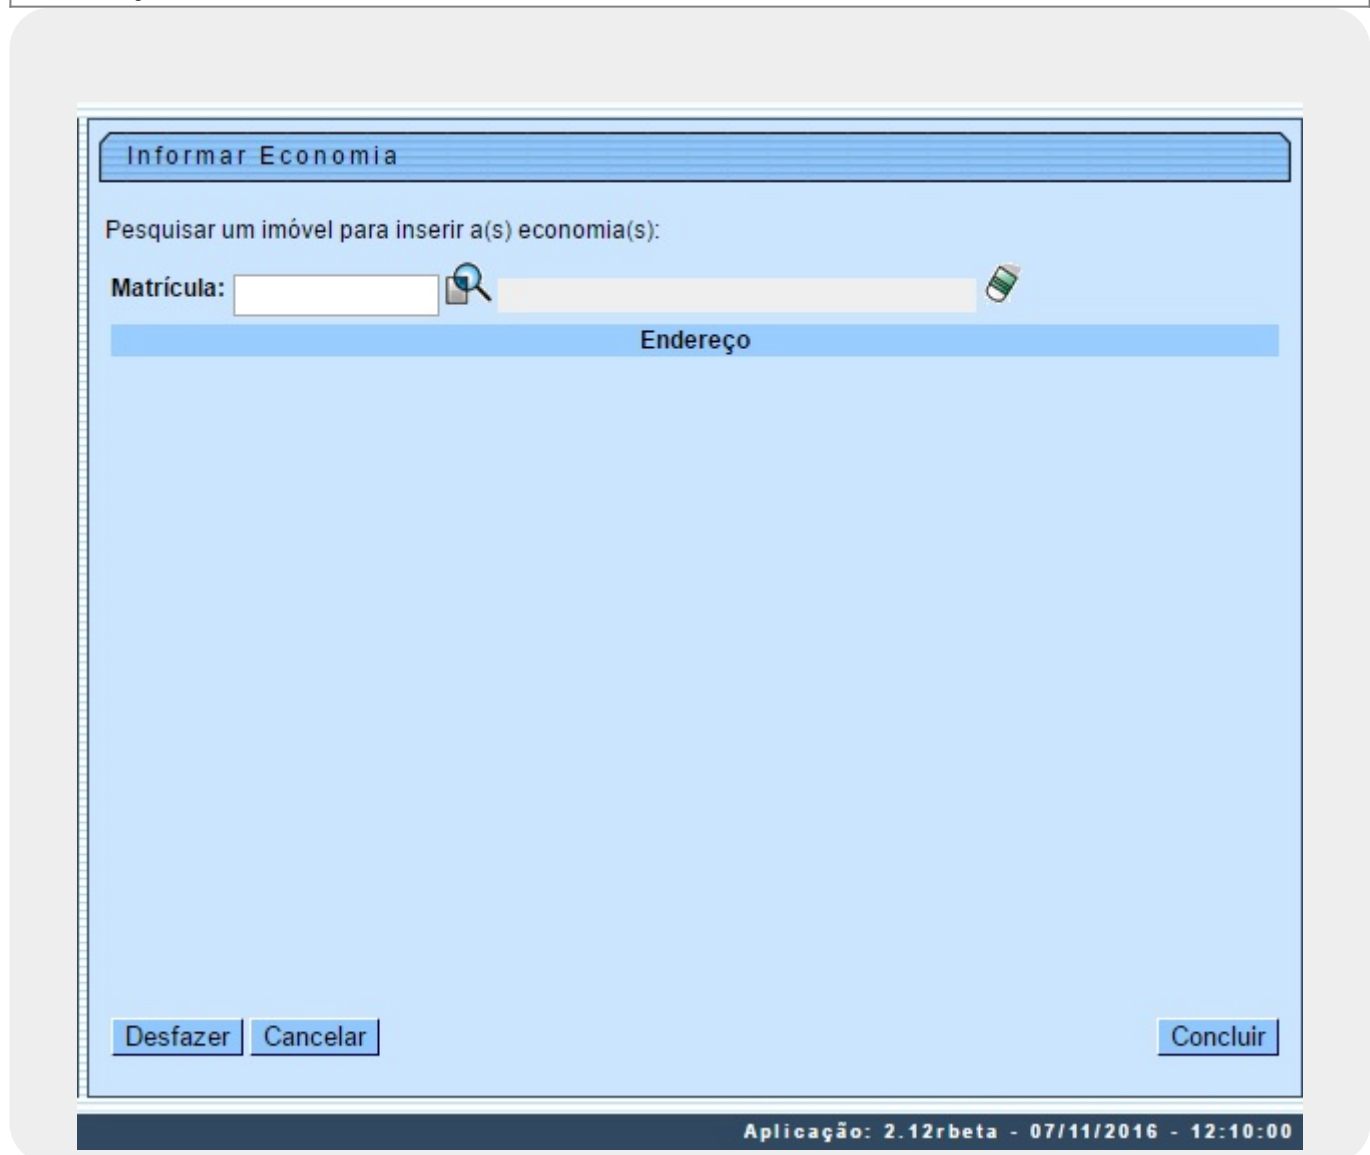 Informar Economia
Pesquisar um imóvel para inserir a(s) economia(s):
Matrícula:
Endereço
Desfazer Cancelar Concluir
Aplicação: 2.12rbeta - 07/11/2016 - 12:10:00